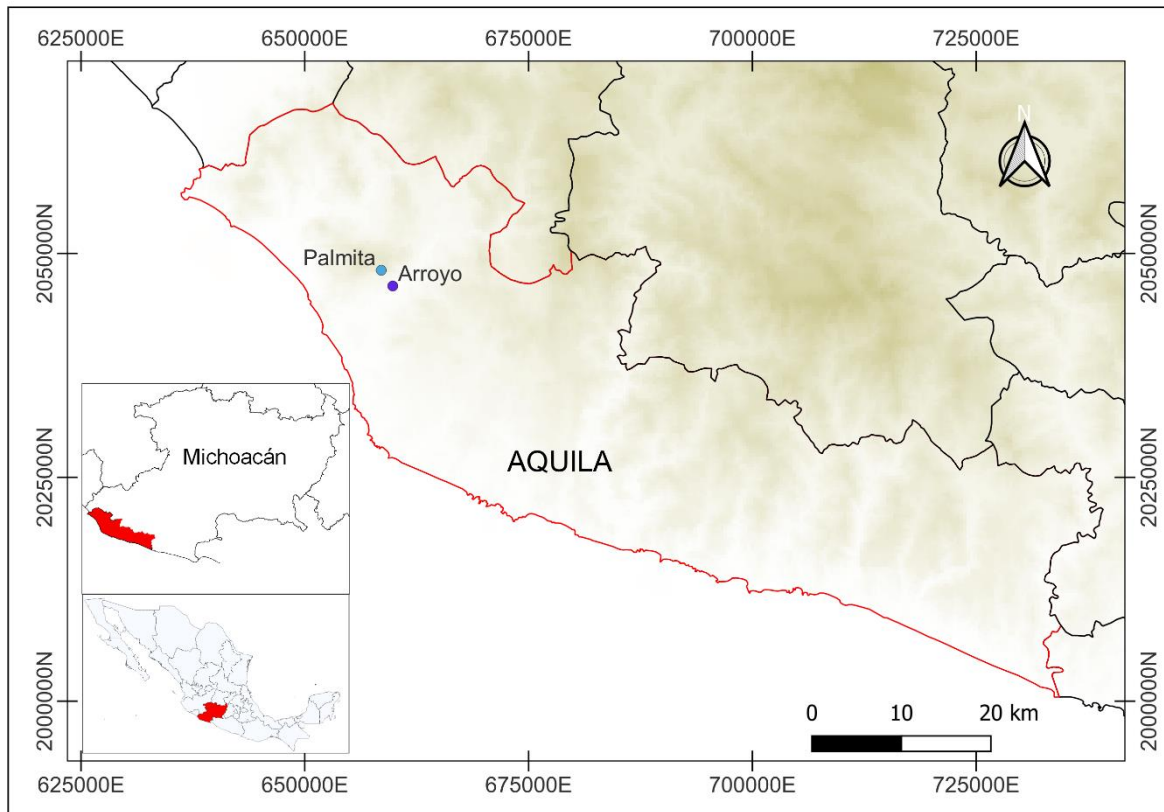 625000E 650000E 675000E 700000E 725000E
N
2050000N 2050000N
Palmita
Arroyo
Michoacán
AQUILA
2025000N 2025000N
2000000N 2000000N
0 10 20 km
625000E 650000E 675000E 700000E 725000E